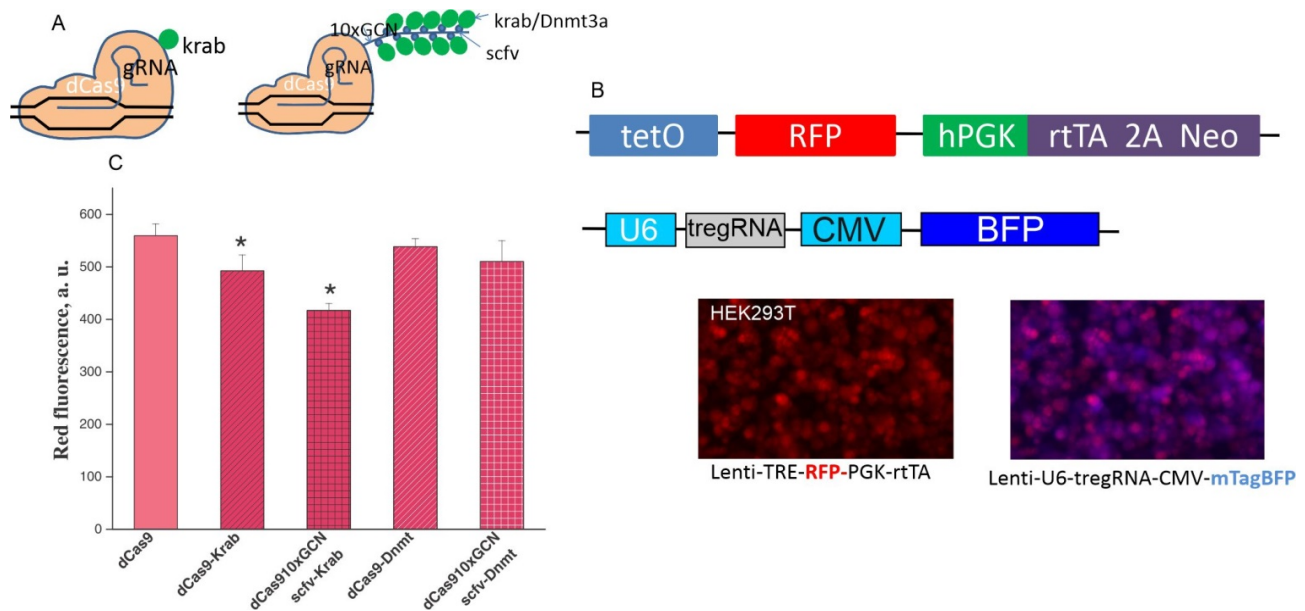 A
krab
gRNA
dCas9
10xGCN
krab/Dnmt3a
scfv
gRNA
dCas9
B
tetO RFP hPGK rtTA 2A Neo
U6 tregRNA CMV BFP
HEK293T
Lenti-TRE-RFP-PGK-rtTA
Lenti-U6-tregRNA-CMV-mTagBFP
C
Red fluorescence, a. u.
600
500
400
300
200
100
0
*
*
dCas9
dCas9-Krab
dCas910xGCN
scfv-Krab
dCas9-Dnmt
dCas910xGCN
scfv-Dnmt